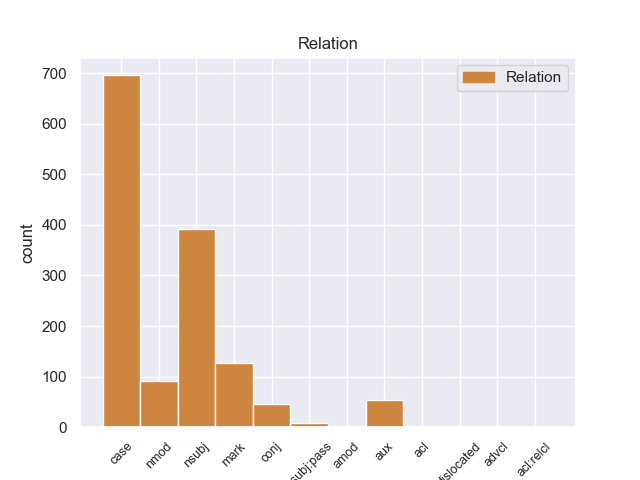 Relation
Relation
700
600
500
400
300
200
100
0
count
case
nmod
nsubj
mark
conj
subj:pass
amod
aux
acl
dislocated
advcl
acl:relcl